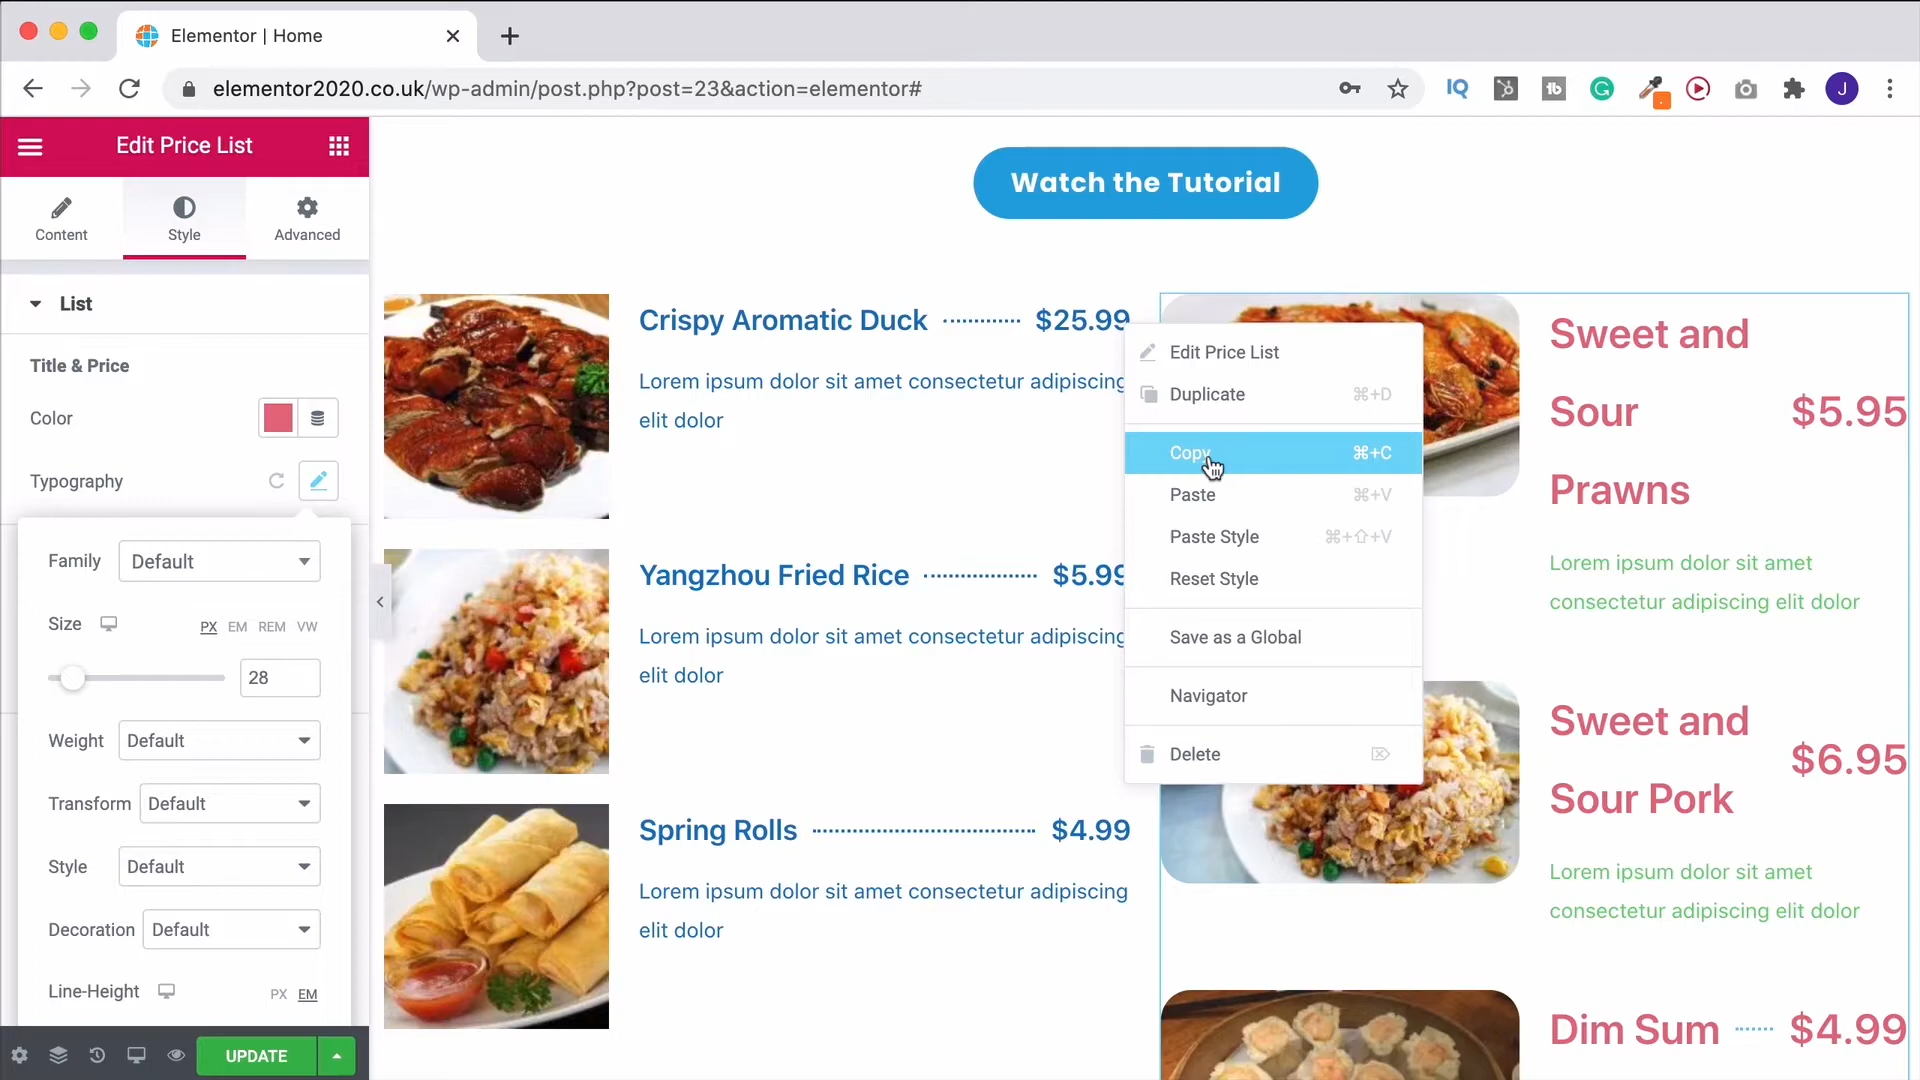 Elementor | Home
elementor2020.co.uk/wp-admin/post.php?post=23&action=elementor#
IQ
tb
J
Edit Price List
Content
Style
Advanced
List
Title & Price
Color
Typography
Family
Default
Size
PX EM REM VW
28
Weight
Default
Transform
Default
Style
Default
Decoration
Default
Line-Height
PX EM
UPDATE
Watch the Tutorial
Crispy Aromatic Duck
$25.99
Lorem ipsum dolor sit amet consectetur adipiscing
elit dolor
Yangzhou Fried Rice
$5.99
Lorem ipsum dolor sit amet consectetur adipiscing
elit dolor
Spring Rolls
$4.99
Lorem ipsum dolor sit amet consectetur adipiscing
elit dolor
Edit Price List
Duplicate ⌘+D
Copy ⌘+C
Paste ⌘+V
Paste Style ⌘+⇧+V
Reset Style
Save as a Global
Navigator
Delete ⌦
Sweet and
Sour
$5.95
Prawns
Lorem ipsum dolor sit amet
consectetur adipiscing elit dolor
Sweet and
$6.95
Sour Pork
Lorem ipsum dolor sit amet
consectetur adipiscing elit dolor
Dim Sum
$4.99